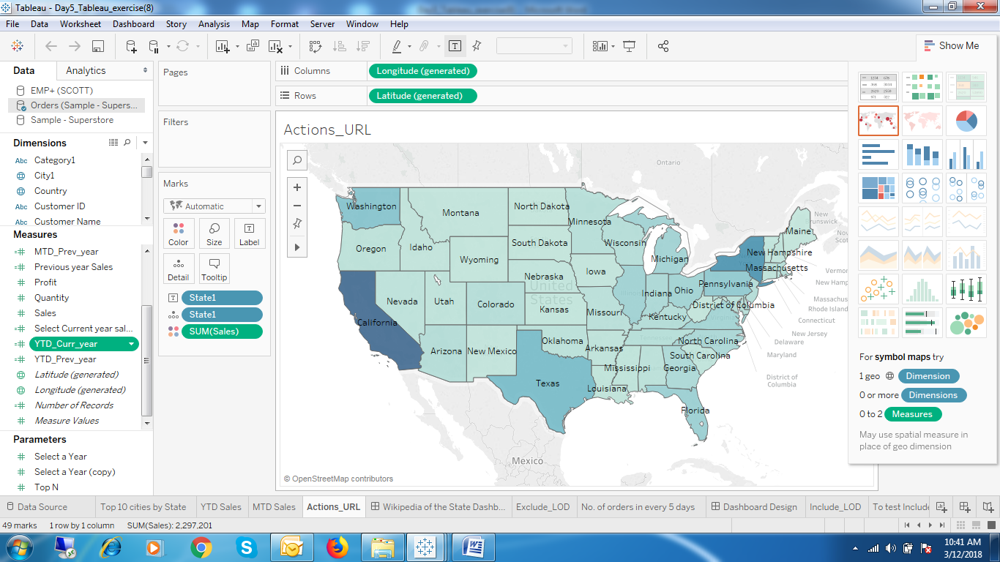 Tableau - Day5_Tableau_exercise(8)
File Data Worksheet Dashboard Story Analysis Map Format Server Window Help
Show Me
Data Analytics
EMP+ (SCOTT)
Orders (Sample - Supers...
Sample - Superstore
Dimensions
Abc Category1
City1
Country
Abc Customer ID
Abc Customer Name
Measures
MTD_Prev_year
Previous year Sales
Profit
Quantity
Sales
Select Current year sal...
YTD_Curr_year
YTD_Prev_year
Latitude (generated)
Longitude (generated)
Number of Records
Measure Values
Parameters
Select a Year
Select a Year (copy)
Top N
Pages
Filters
Marks
Automatic
Color Size Label
Detail Tooltip
State1
State1
SUM(Sales)
Columns Longitude (generated)
Rows Latitude (generated)
Actions_URL
Ontario
Washington
Montana
North Dakota
Minnesota
New
Brunswick
Maine
Oregon
Idaho
South Dakota
Wisconsin
Wyoming
Michigan
New Hampshire
Massachusetts
Iowa
Nebraska
Pennsylvania
United
States
Nevada
Utah
Colorado
Kansas
Missouri
Indiana
Ohio
District of Columbia
California
Kentucky
Arizona
New Mexico
Oklahoma
Arkansas
North Carolina
South Carolina
Mississippi
Georgia
Texas
Louisiana
Florida
Mexico
Vermo
New Hamp
Massachus
Rhode Island
Connecticut
New Jersey
Delaware
Maryland
District of
Columbia
© OpenStreetMap contributors
For symbol maps try
1 geo Dimension
0 or more Dimensions
0 to 2 Measures
May use spatial measure in
place of geo dimension
Data Source Top 10 cities by State YTD Sales MTD Sales Actions_URL Wikipedia of the State Dashb... Exclude_LOD No. of orders in every 5 days Dashboard Design Include_LOD To test Include
49 marks 1 row by 1 column SUM(Sales): 2,297,201
10:41 AM
3/12/2018